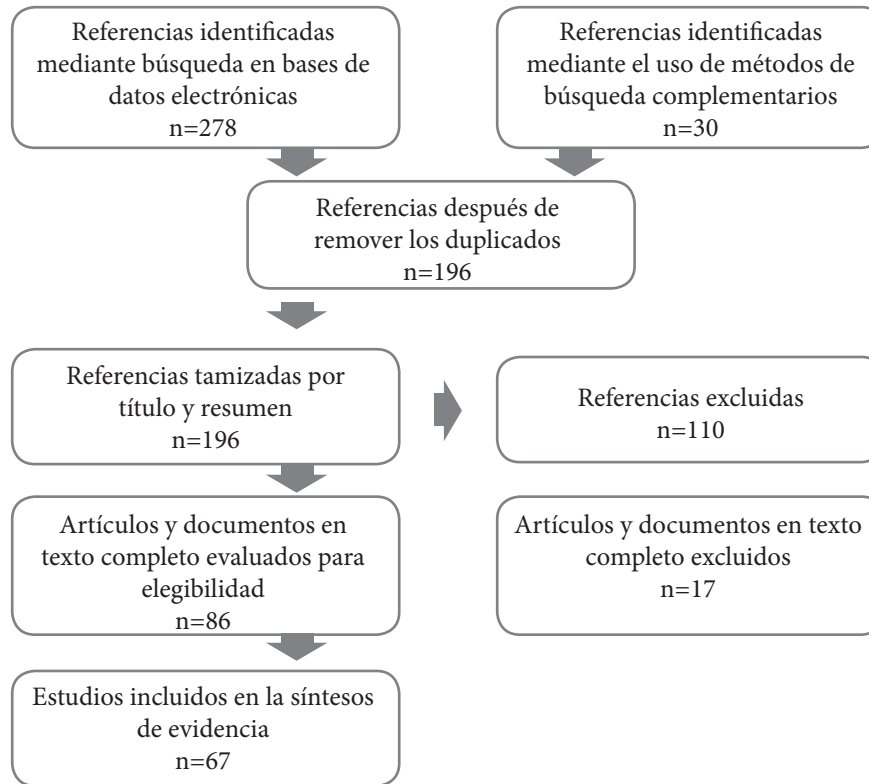 Referencias identificadas
mediante búsqueda en bases de
datos electrónicas
n=278
Referencias identificadas
mediante el uso de métodos de
búsqueda complementarios
n=30
Referencias después de
remover los duplicados
n=196
Referencias tamizadas por
título y resumen
n=196
Referencias excluidas
n=110
Artículos y documentos en
texto completo evaluados para
elegibilidad
n=86
Artículos y documentos en texto
completo excluidos
n=17
Estudios incluidos en la síntesos
de evidencia
n=67